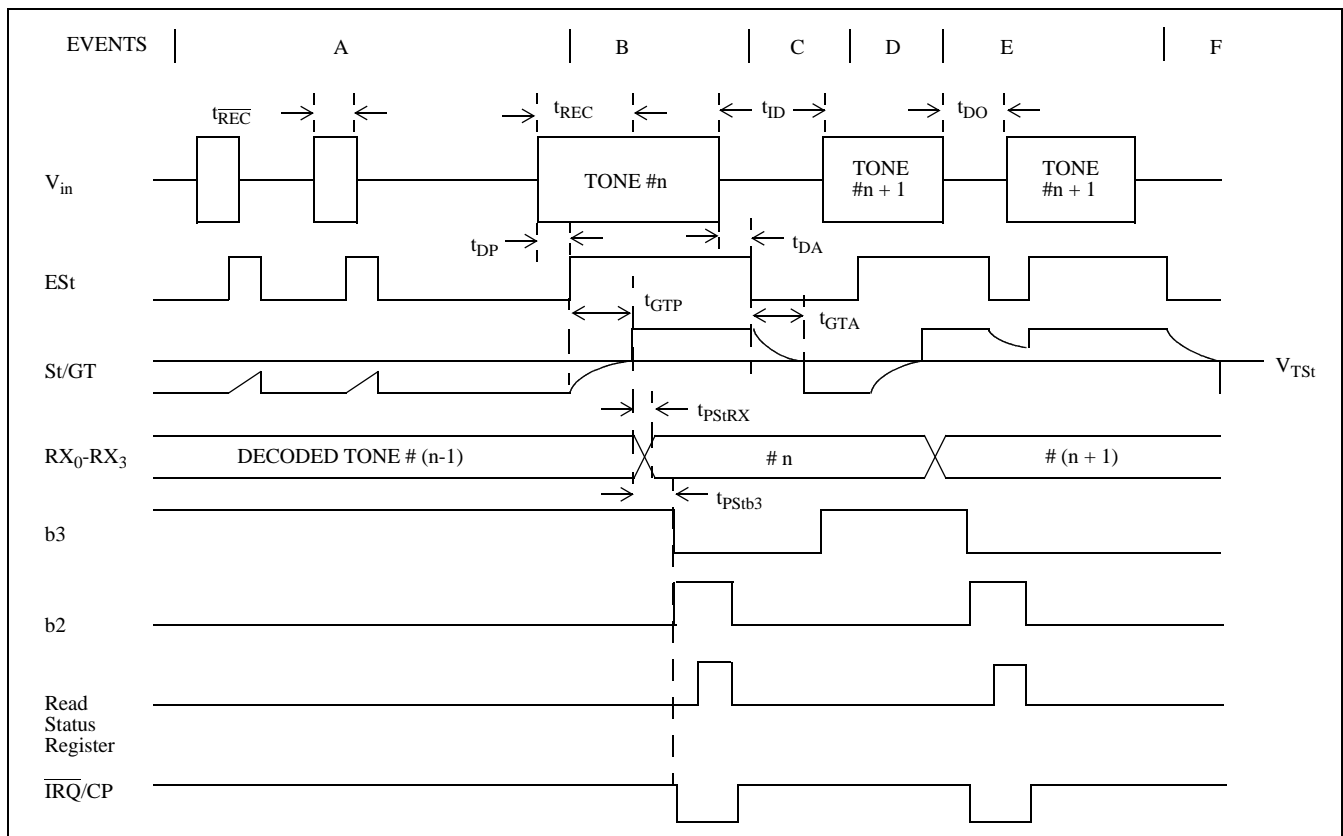 EVENTS A B C D E F
tREC tREC tID tDO
Vin TONE #n TONE #n + 1 TONE #n + 1
tDP tDA
ESt
tGTP tGTA
St/GT VTSt
tPStRX
RX0-RX3 DECODED TONE # (n-1) # n # (n + 1)
tPStb3
b3
b2
Read
Status
Register
IRQ/CP